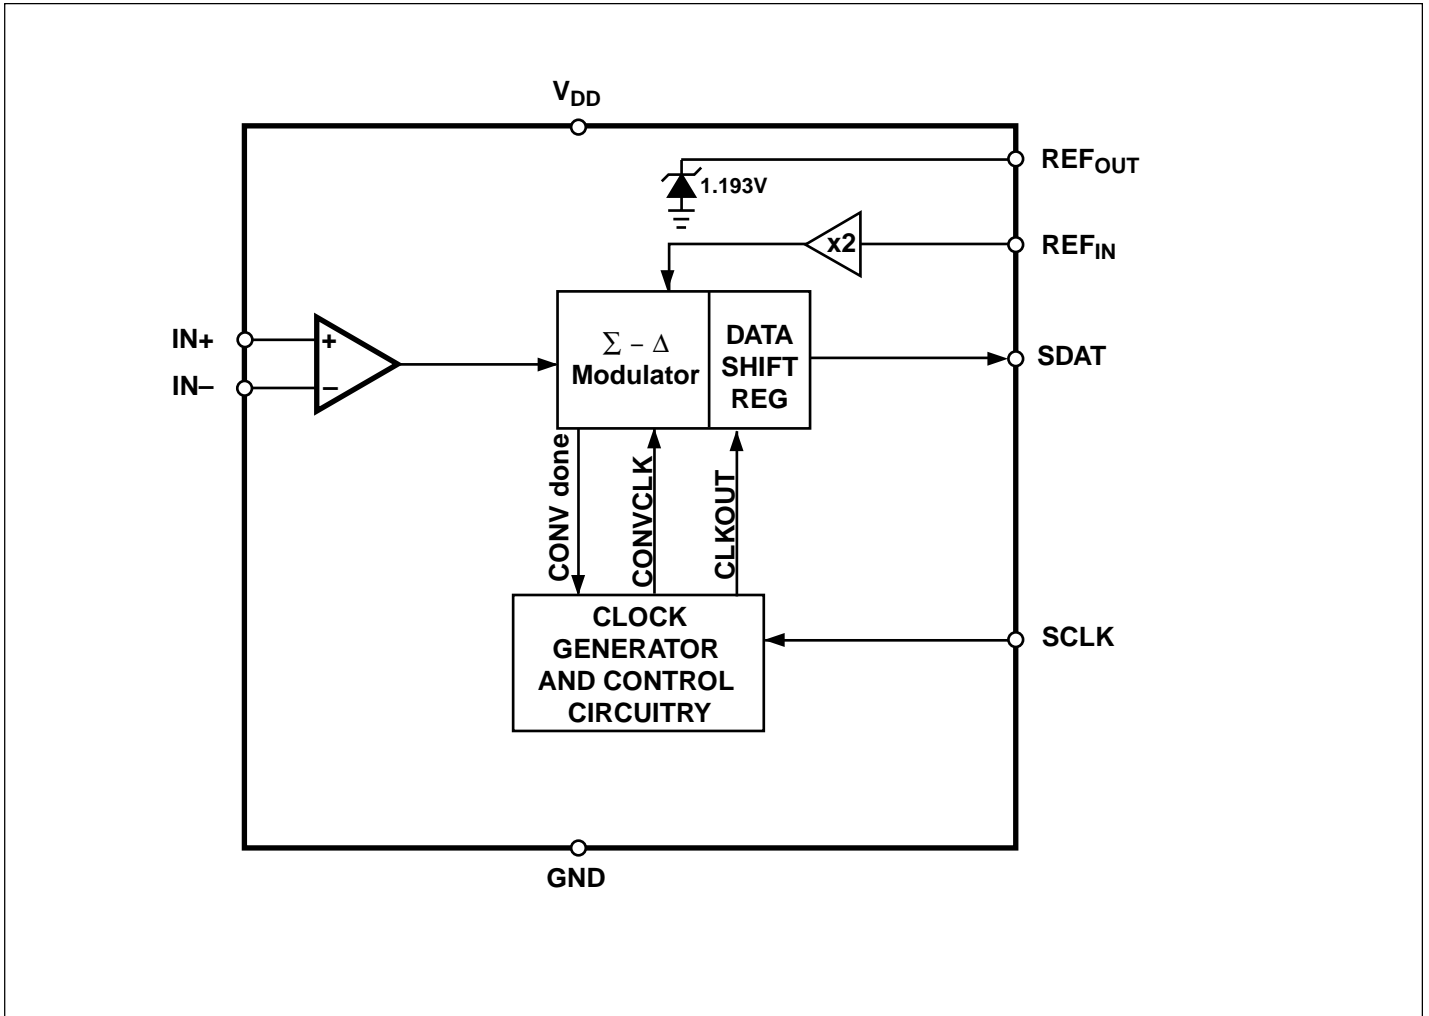 VDD
REFOUT
1.193V
x2
REFIN
IN+
+
IN–
–
Σ – Δ
Modulator
DATA
SHIFT
REG
SDAT
CONV done
CONVCLK
CLKOUT
CLOCK
GENERATOR
AND CONTROL
CIRCUITRY
SCLK
GND